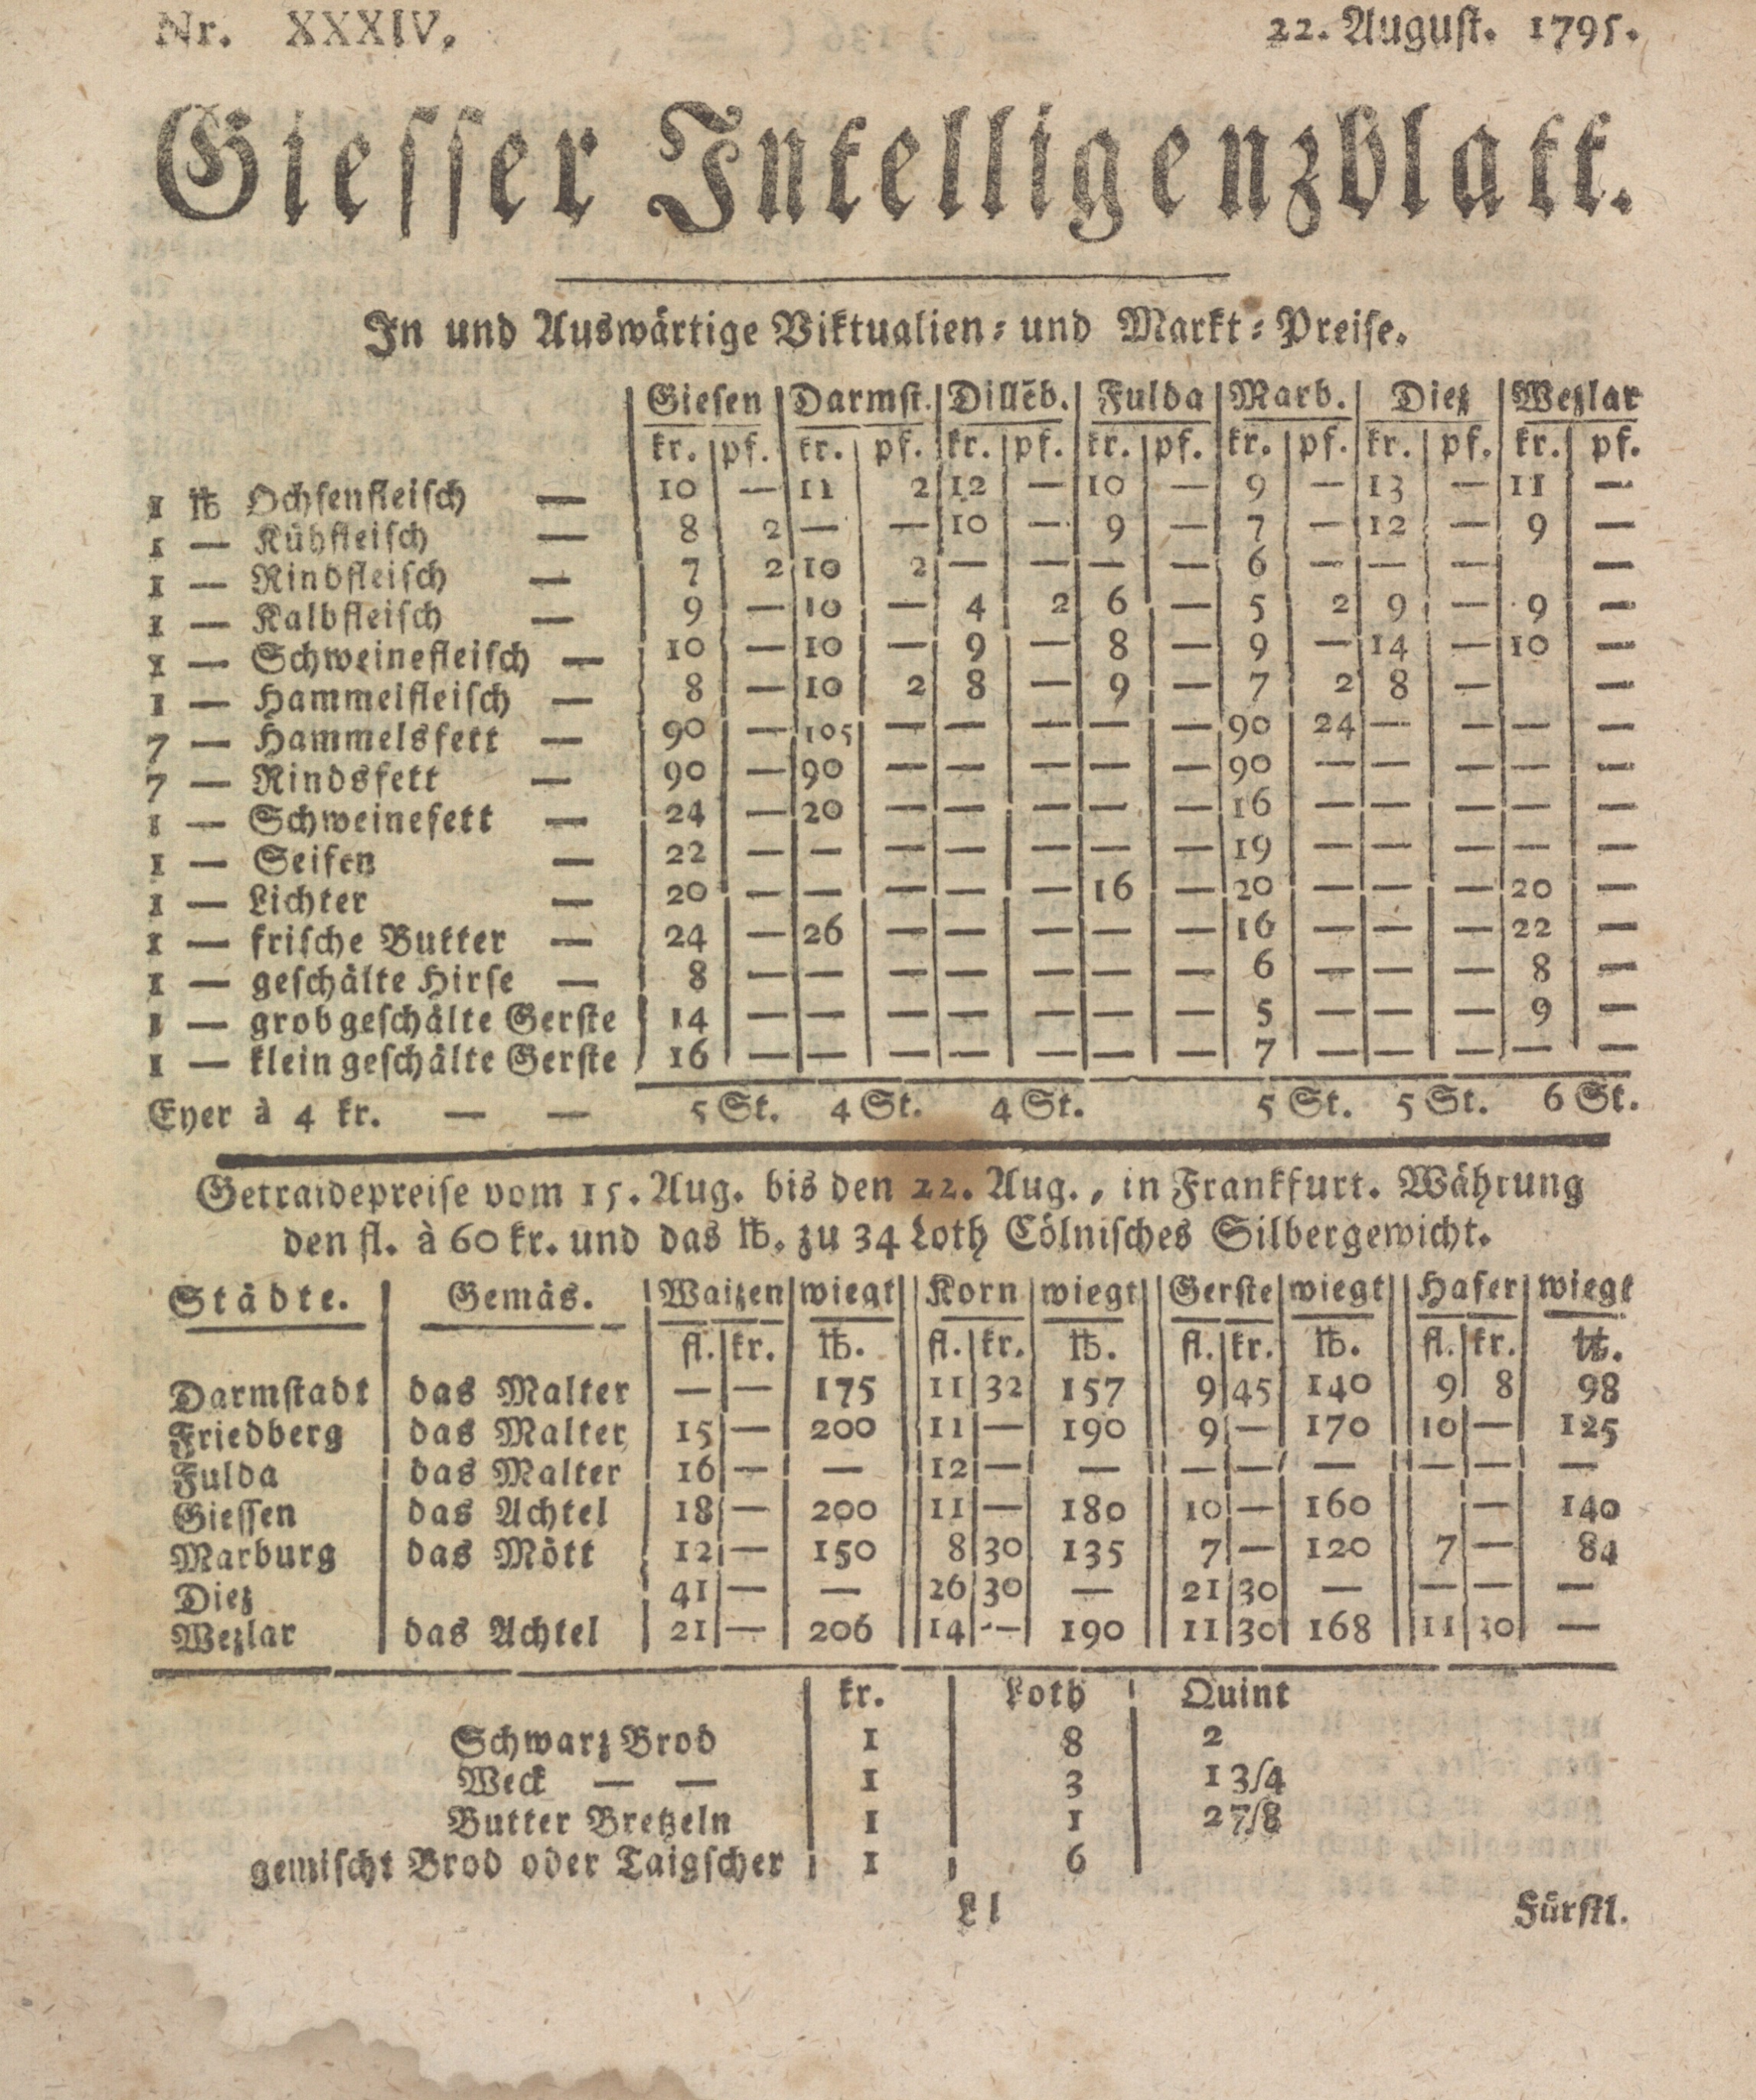 Nr. XXXIV. 22. Auguſt. 1795.
Gieſſer Intelligenzblatt.
In und Auswärtige Viktualien- und Markt-Preiſe.
Gieſen Darmſt. Dillēb. Fulda Marb. Dietz Wetzlar
kr. pf. kr. pf. kr. pf. kr. pf. kr. pf. kr. pf. kr. pf.
1 ℔ Ochſenfleiſch — 10 — 11 2 12 — 10 — 9 — 13 — 11 —
1 — Kühfleiſch — 8 2 — — 10 — 9 — 7 — 12 — 9 —
1 — Rindfleiſch — 7 2 10 2 — — — — 6 — — — —
1 — Kalbfleiſch — 9 — 10 — 4 2 6 — 5 2 9 — 9 —
1 — Schweinefleiſch — 10 — 10 — 9 — 8 — 9 — 14 — 10 —
1 — Hammelfleiſch — 8 — 10 2 8 — 9 — 7 2 8 — —
7 — Hammelsfett — 90 — 105 — — — — — 90 24 — — — —
7 — Rindsfett — 90 — 90 — — — — — 90 — — — — —
1 — Schweinefett — 24 — 20 — — — — — 16 — — — — —
1 — Seifen — 22 — — — — — — — 19 — — — — —
1 — Lichter — 20 — — — — — 16 — 20 — — — 20 —
1 — friſche Butter — 24 — 26 — — — — — 16 — — — 22 —
1 — geſchälte Hirſe — 8 — — — — — — — 6 — — — 8 —
1 — grob geſchälte Gerſte 14 — — — — — — — 5 — — — 9 —
1 — klein geſchälte Gerſte 16 — — — — — — — 7 — — — — —
Eyer à 4 kr. — — 5 St. 4 St. 4 St. 5 St. 5 St. 6 St.
Getraidepreiſe vom 15. Aug. bis den 22. Aug., in Frankfurt. Währung
den fl. à 60 kr. und das ℔. zu 34 Loth Cölniſches Silbergewicht.
Städte. Gemäs. Waitzen wiegt Korn wiegt Gerſte wiegt Hafer wiegt
fl. kr. ℔. fl. kr. ℔. fl. kr. ℔. fl. kr. ℔.
Darmſtadt das Malter — — 175 11 32 157 9 45 140 9 8 98
Friedberg das Malter 15 — 200 11 — 190 9 — 170 10 — 125
Fulda das Malter 16 — — 12 — — — — — — — —
Gieſſen das Achtel 18 — 200 11 — 180 10 — 160 — 140
Marburg das Mött 12 — 150 8 30 135 7 — 120 7 — 84
Dietz 41 — — 26 30 — 21 30 — — — —
Wetzlar das Achtel 21 — 206 14 — 190 11 30 168 11 30 —
kr. Loth Quint
Schwarz Brod 1 8 2
Weck — — 1 3 1 3/4
Butter Bretzeln 1 1 2 7/8
gemiſcht Brod oder Taigſcher 1 6
Ll Fürſtl.